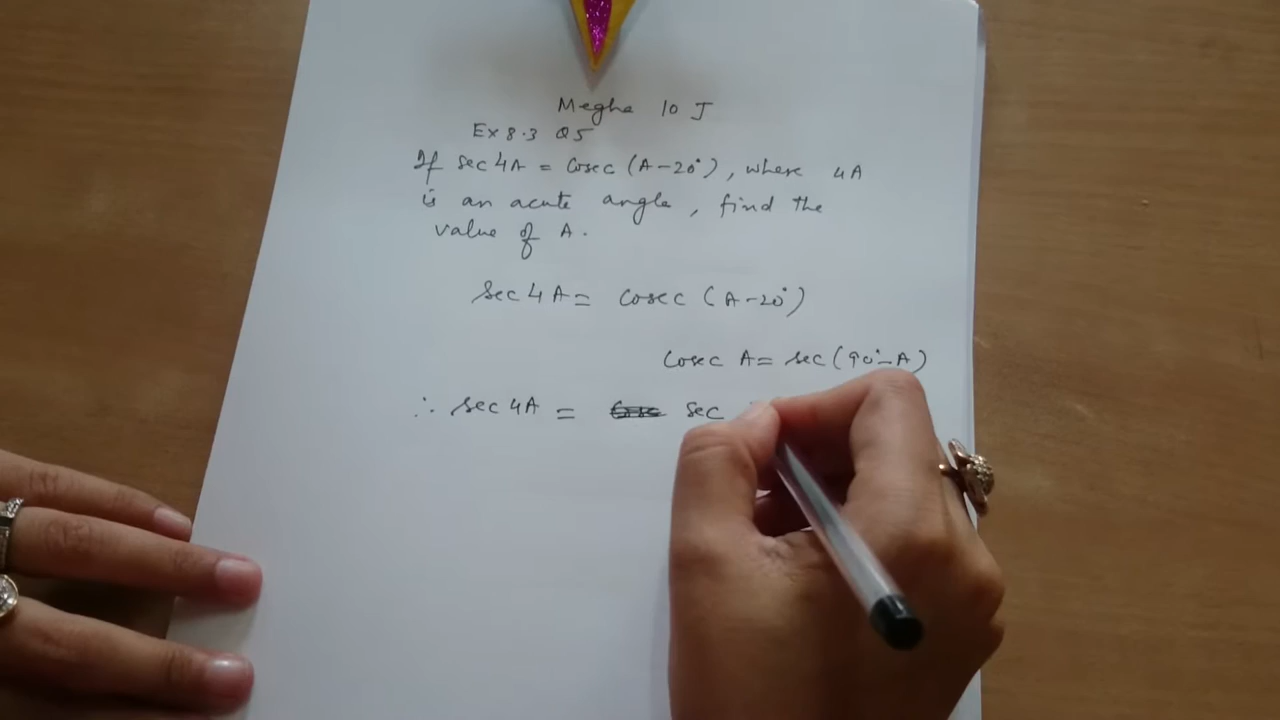 Megha 10 J
Ex 8.3 Q5
If sec 4A = Cosec (A-20°), where 4A
is an acute angle, find the
value of A.
Sec 4A = Cosec (A-20°)
Cosec A = sec (90°-A)
∴ sec 4A = sec